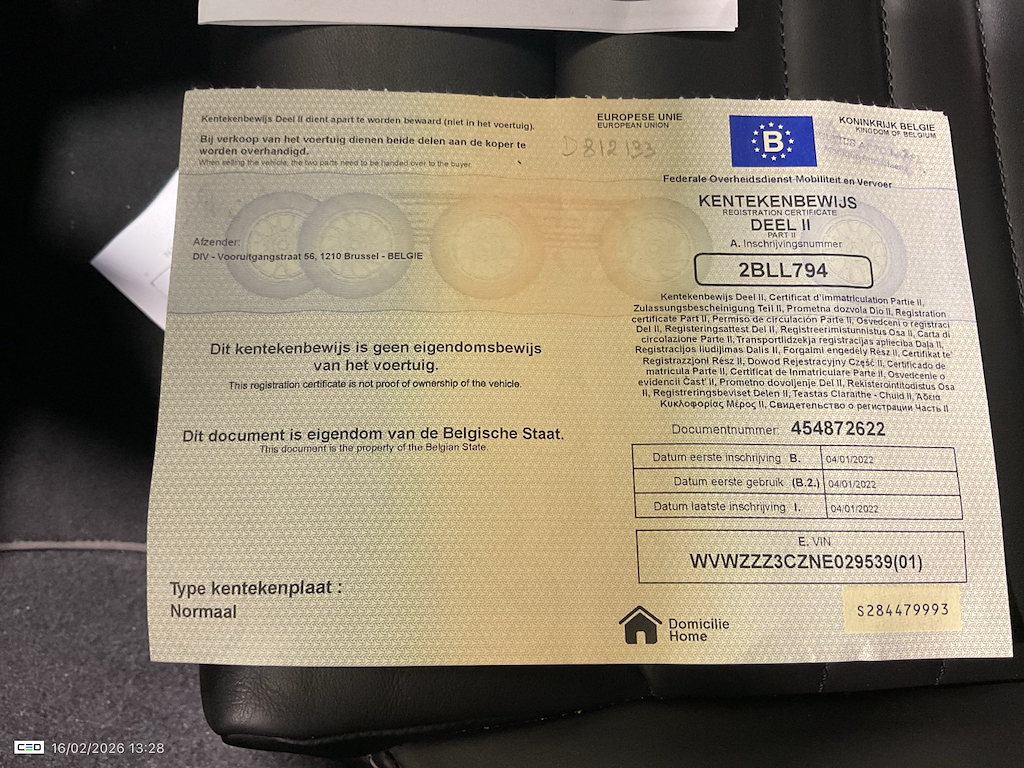 Kentekenbewijs Deel II dient apart te worden bewaard (niet in het voertuig).
Bij verkoop van het voertuig dienen beide delen aan de koper te
worden overhandigd.
When selling the vehicle, the two parts need to be handed over to the buyer.
Afzender:
DIV - Vooruitgangstraat 56, 1210 Brussel - BELGIE
Dit kentekenbewijs is geen eigendomsbewijs
van het voertuig.
This registration certificate is not proof of ownership of the vehicle.
Dit document is eigendom van de Belgische Staat.
This document is the property of the Belgian State.
Type kentekenplaat :
Normaal
EUROPESE UNIE
EUROPEAN UNION
D812133
B
KONINKRIJK BELGIE
KINGDOM OF BELGIUM
Federale Overheidsdienst Mobiliteit en Vervoer
KENTEKENBEWIJS
REGISTRATION CERTIFICATE
DEEL II
PART II
A. Inschrijvingsnummer
2BLL794
Kentekenbewijs Deel II, Certificat d'immatriculation Partie II,
Zulassungsbescheinigung Teil II, Prometna dozvola Dio II, Registration
certificate Part II, Permiso de circulación Parte II, Osvedčení o registraci
Del II, Registreringsattest Del II, Registreerimistunnistus Osa II, Carta di
circolazione Parte II, Transportlīdzekļa reģistrācijas apliecība Daļa II,
Registracijos liudijimas Dalis II, Forgalmi engedély Rész II, Ċertifikat ta'
Reġistrazzjoni Rész II, Dowód Rejestracyjny Część II, Certificado de
matrícula Parte II, Certificat de Inmatriculare Parte II, Osvedčenie o
evidencii Časť II, Prometno dovoljenje Del II, Rekisteröintitodistus Osa
II, Registreringsbeviset Delen II, Teastas Cláraithe - Chuid II, Άδεια
Κυκλοφορίας Μέρος II, Свидетелство о регистрации Часть II
Documentnummer: 454872622
Datum eerste inschrijving B. 04/01/2022
Datum eerste gebruik (B.2.) 04/01/2022
Datum laatste inschrijving I. 04/01/2022
E. VIN
WVWZZZ3CZNE029539(01)
S284479993
Domicilie
Home
CEO 16/02/2026 13:28